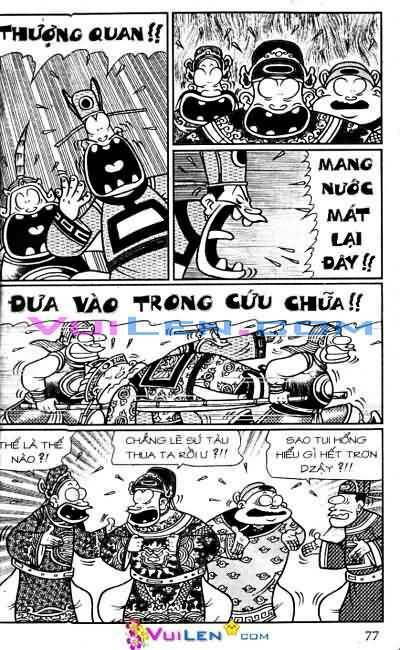 THƯỢNG QUAN!!
MANG
NƯỚC
MÁT
LẠI
ĐÂY!!
ĐƯA VÀO TRONG CỨU CHỮA!!
VuiLen.com
THẾ LÀ THẾ
NÀO?!
CHẲNG LẼ SỨ TÀU
THUA TA RỒI Ư?!!
SAO TUI HỔNG
HIỂU GÌ HẾT TRƠN
DZẬY?!!
77
VuiLen.com